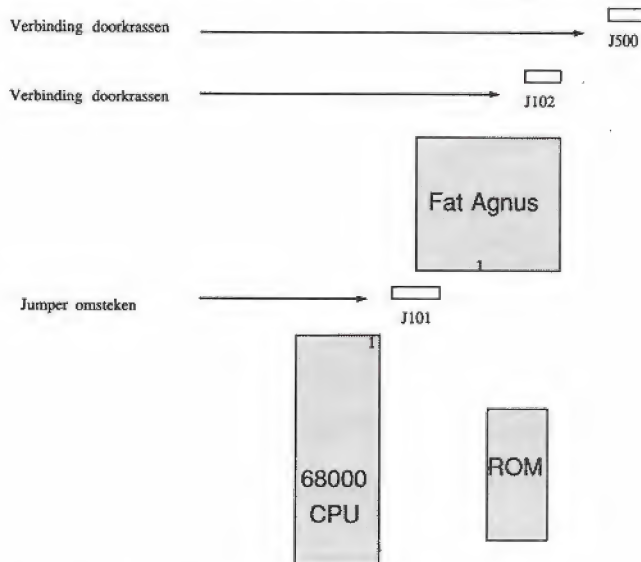 Verbinding doorkrassen
J500
Verbinding doorkrassen
J102
Fat Agnus
1
Jumper omsteken
J101
1
68000
CPU
ROM